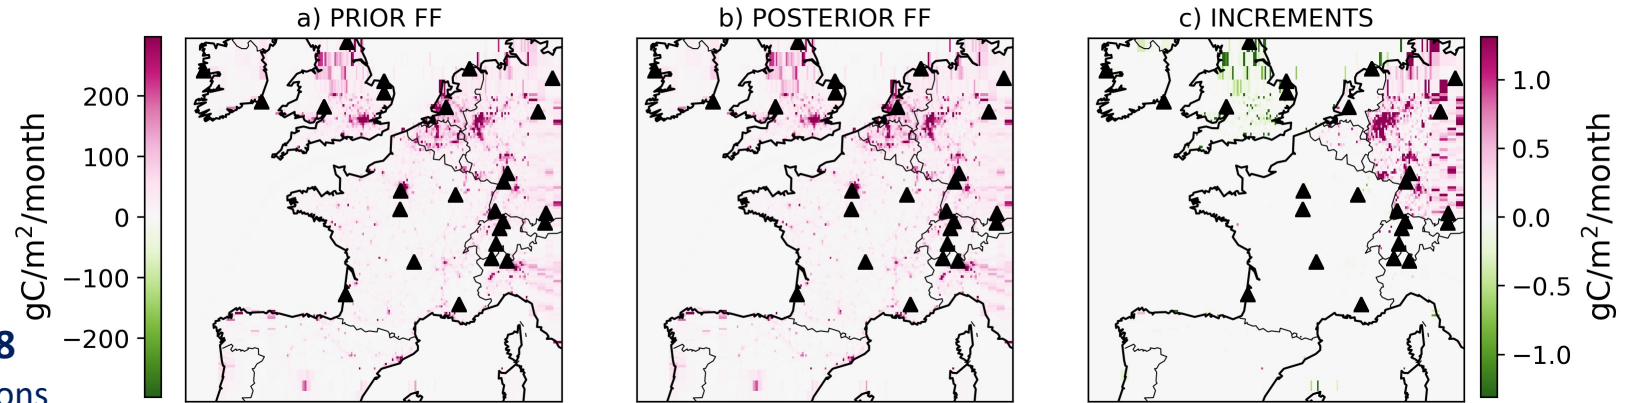 a) PRIOR FF
b) POSTERIOR FF
c) INCREMENTS
gC/m²/month
200
100
0
−100
−200
1.0
0.5
0.0
−0.5
−1.0
gC/m²/month
8
ons